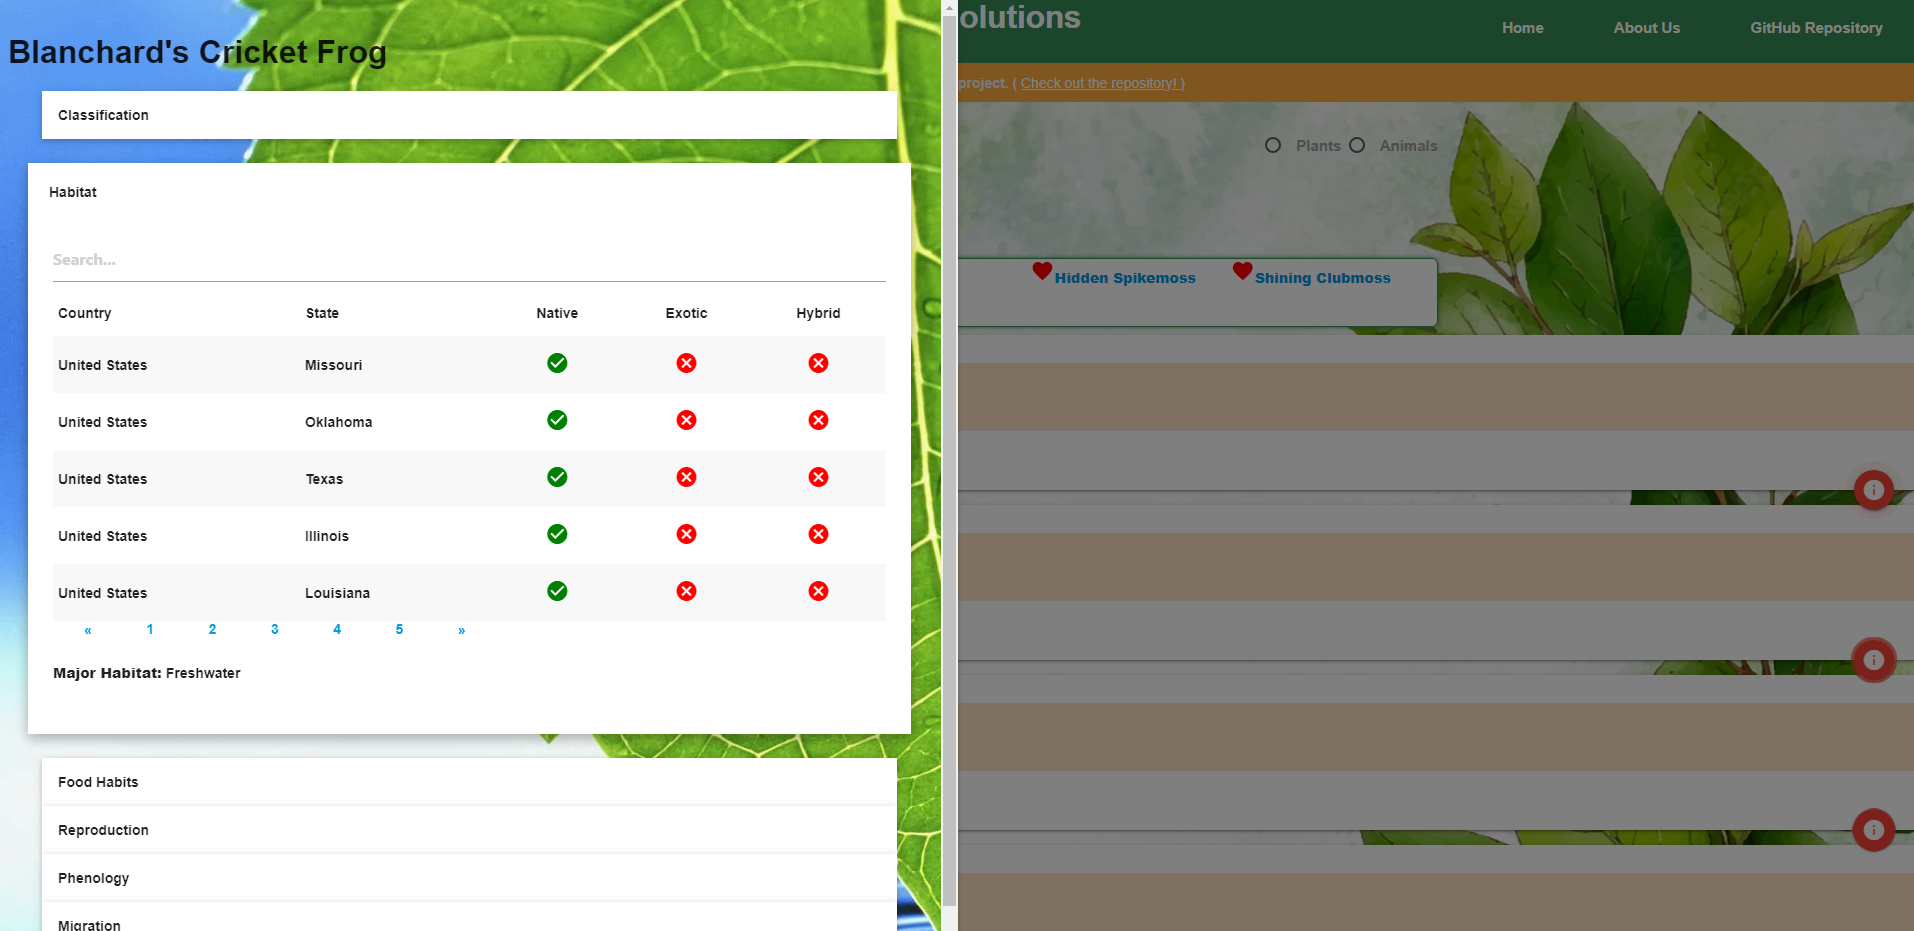 olutions
Home
About Us
GitHub Repository
project. ( Check out the repository! )
Plants
Animals
Hidden Spikemoss
Shining Clubmoss
Blanchard's Cricket Frog
Classification
Habitat
Search...
Country State Native Exotic Hybrid
United States Missouri
United States Oklahoma
United States Texas
United States Illinois
United States Louisiana
« 1 2 3 4 5 »
Major Habitat: Freshwater
Food Habits
Reproduction
Phenology
Migration